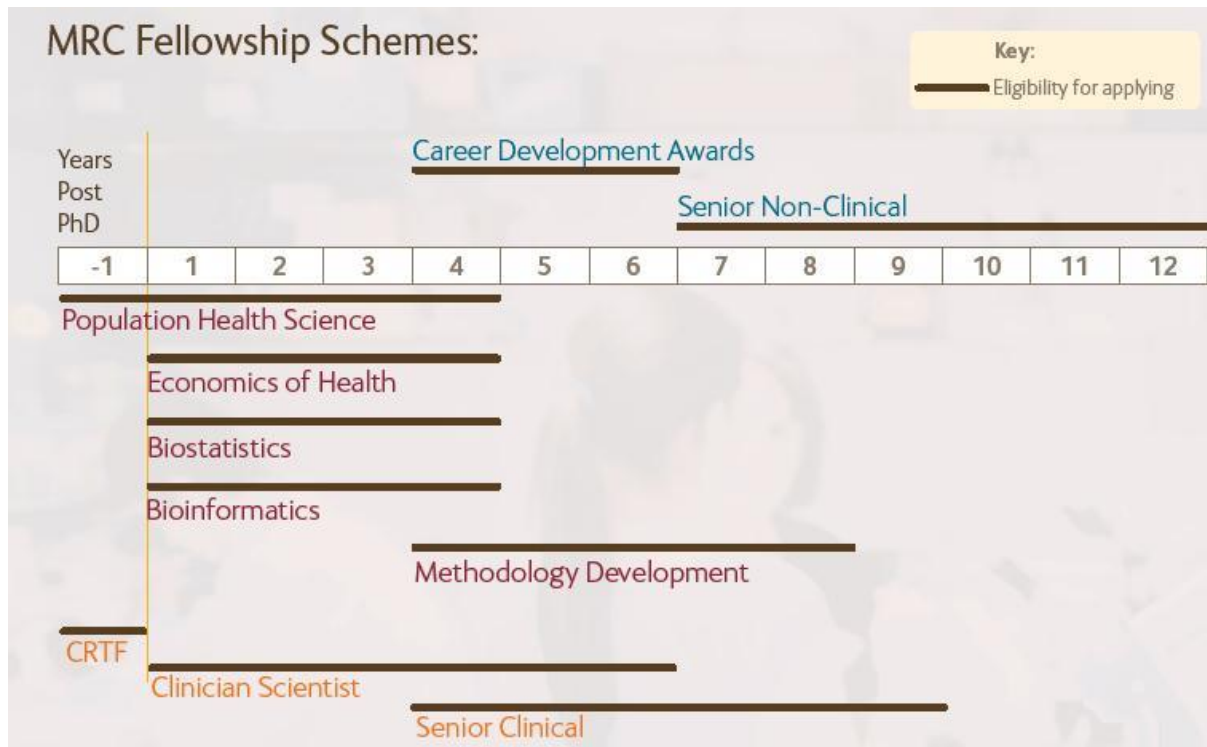 MRC Fellowship Schemes:
Key:
Eligibility for applying
Years
Post
PhD
Career Development Awards
Senior Non-Clinical
-1 1 2 3 4 5 6 7 8 9 10 11 12
Population Health Science
Economics of Health
Biostatistics
Bioinformatics
Methodology Development
CRTF
Clinician Scientist
Senior Clinical